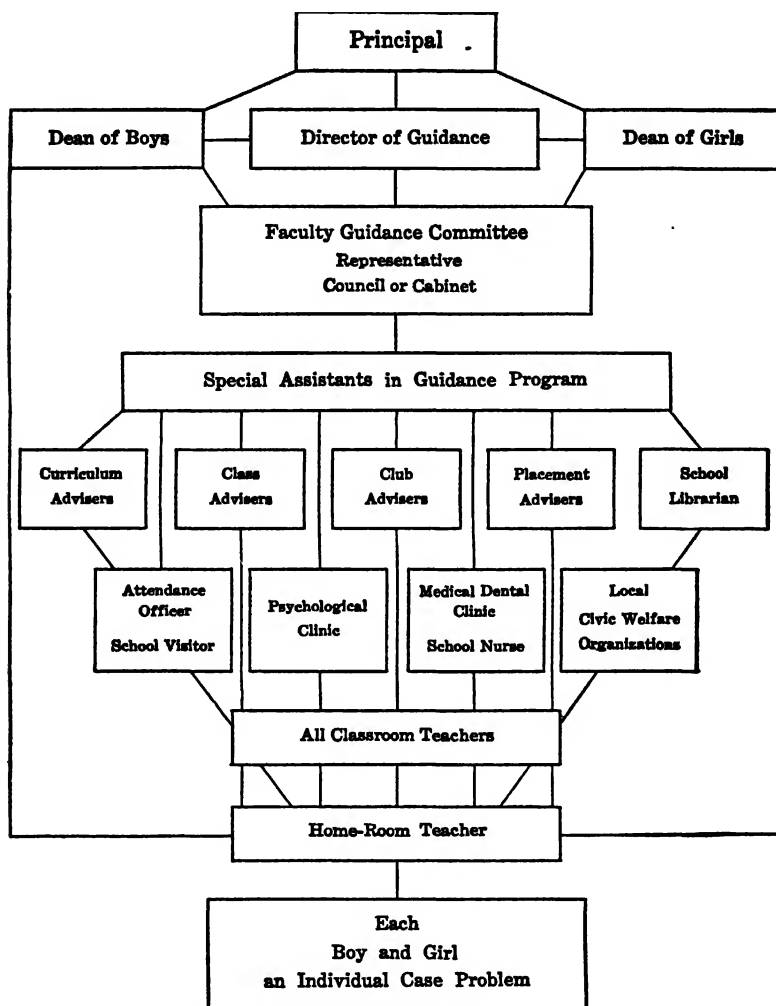 Principal
Dean of Boys
Director of Guidance
Dean of Girls
Faculty Guidance Committee
Representative
Council or Cabinet
Special Assistants in Guidance Program
Curriculum
Advisers
Class
Advisers
Club
Advisers
Placement
Advisers
School
Librarian
Attendance
Officer
School Visitor
Psychological
Clinic
Medical Dental
Clinic
School Nurse
Local
Civic Welfare
Organizations
All Classroom Teachers
Home-Room Teacher
Each
Boy and Girl
an Individual Case Problem